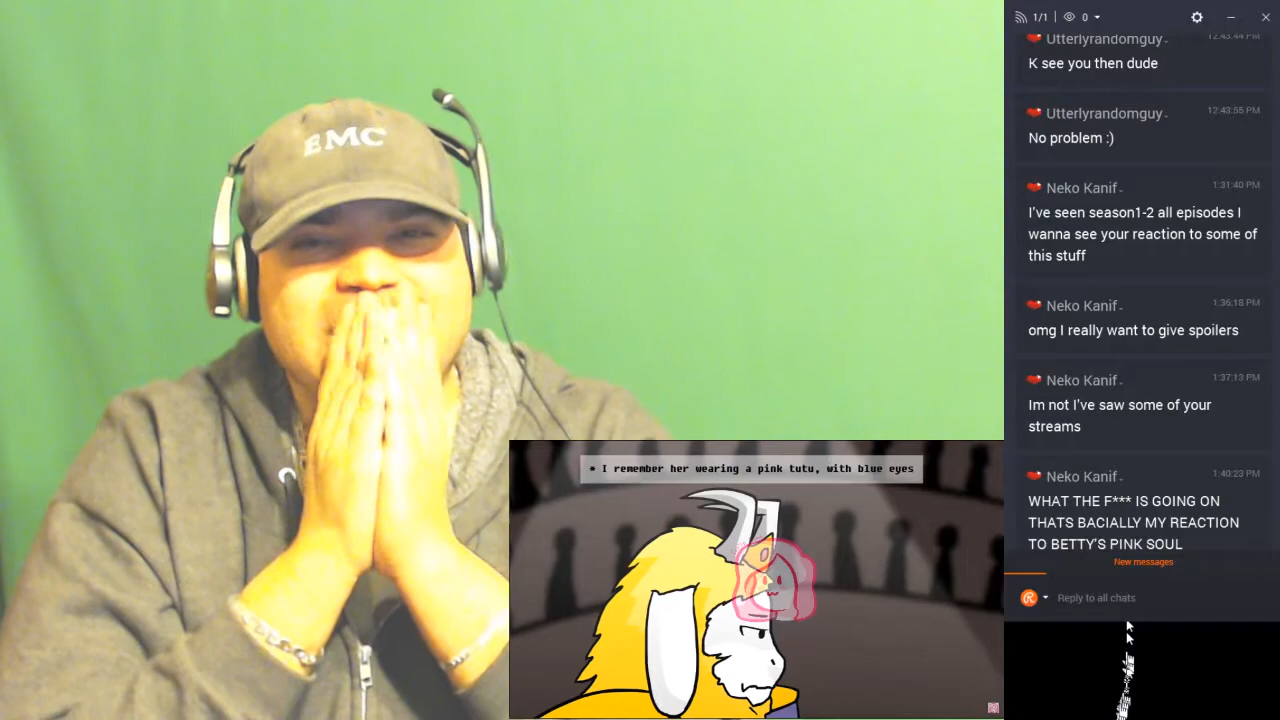 1/1
0
Utterlyrandomguy
12:43:44 PM
K see you then dude
Utterlyrandomguy
12:43:55 PM
No problem :)
Neko Kanif
1:31:40 PM
I've seen season1-2 all episodes I
wanna see your reaction to some of
this stuff
Neko Kanif
1:36:18 PM
omg I really want to give spoilers
Neko Kanif
1:37:13 PM
Im not I've saw some of your
streams
Neko Kanif
1:40:23 PM
WHAT THE F*** IS GOING ON
THATS BACIALLY MY REACTION
TO BETTY'S PINK SOUL
New messages
Reply to all chats
EMC
* I remember her wearing a pink tutu, with blue eyes